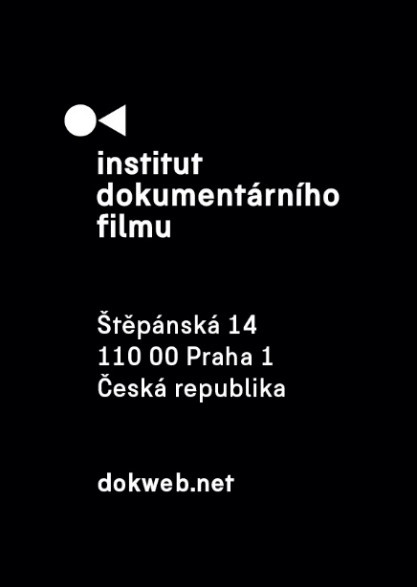 institut
dokumentárního
filmu
Štěpánská 14
110 00 Praha 1
Česká republika
dokweb.net